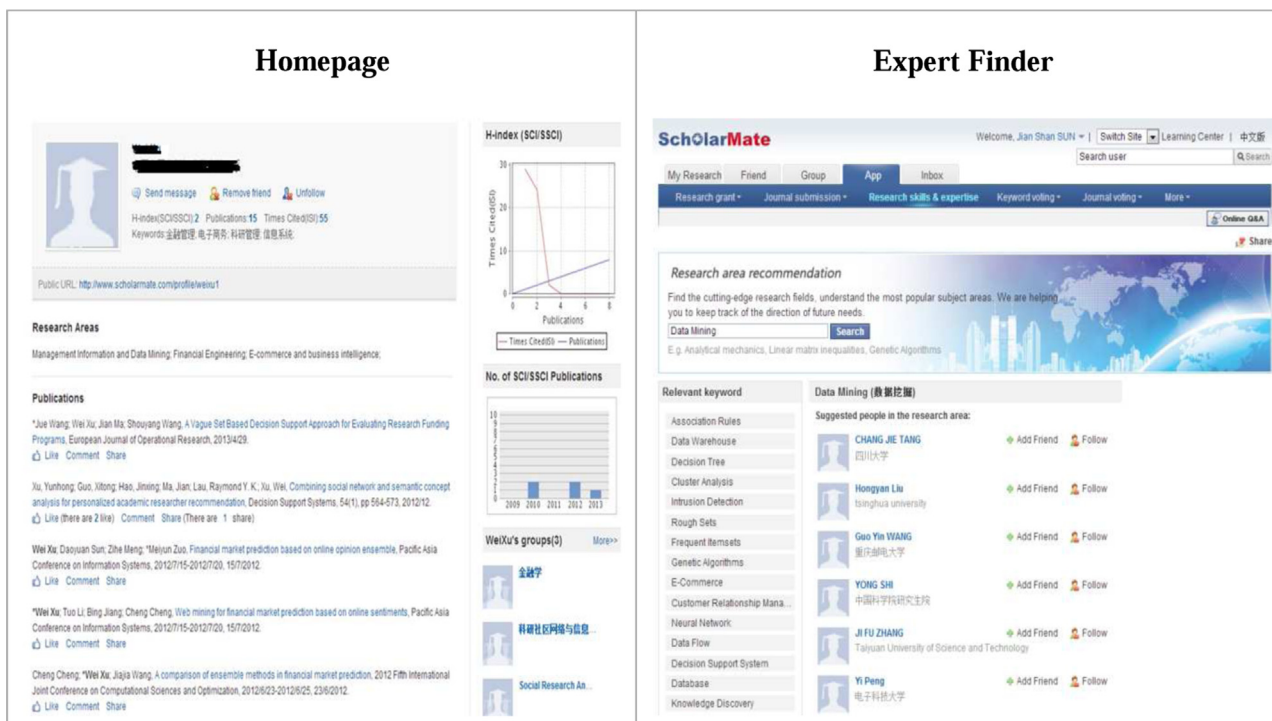 Homepage
Send message Remove friend Unfollow
H-index(SCI/SSCI):2 Publications:15 Times Cited(ISI):55
Keywords:金融管理; 电子商务; 科研管理; 信息系统
Public URL: http://www.scholarmate.com/profile/weixu1
Research Areas
Management Information and Data Mining; Financial Engineering; E-commerce and business intelligence;
Publications
*Jue Wang; Wei Xu; Jian Ma; Shouyang Wang, A Vague Set Based Decision Support Approach for Evaluating Research Funding
Programs, European Journal of Operational Research, 2013/4/29.
Like Comment Share
Xu, Yunhong; Guo, Xitong; Hao, Jinxing; Ma, Jian; Lau, Raymond Y. K.; Xu, Wei, Combining social network and semantic concept
analysis for personalized academic researcher recommendation, Decision Support Systems, 54(1), pp 564-573, 2012/12.
Like (there are 2 like) Comment Share (There are 1 share)
Wei Xu; Daoyuan Sun; Zihe Meng; *Meiyun Zuo, Financial market prediction based on online opinion ensemble, Pacific Asia
Conference on Information Systems, 2012/7/15-2012/7/20, 15/7/2012.
Like Comment Share
*Wei Xu; Tuo Li; Bing Jiang; Cheng Cheng, Web mining for financial market prediction based on online sentiments, Pacific Asia
Conference on Information Systems, 2012/7/15-2012/7/20, 15/7/2012.
Like Comment Share
Cheng Cheng; *Wei Xu; Jiajia Wang, A comparison of ensemble methods in financial market prediction, 2012 Fifth International
Joint Conference on Computational Sciences and Optimization, 2012/6/23-2012/6/25, 23/6/2012.
Like Comment Share
H-index (SCI/SSCI)
Times Cited(ISI)
30
20
10
0
0 2 4 6 8
Publications
Times Cited(ISI) Publications
No. of SCI/SSCI Publications
10
9
8
7
6
5
4
3
2
1
0
2009 2010 2011 2012 2013
WeiXu's groups(3) More>>
金融学
科研社区网络与信息...
Social Research An...
Expert Finder
ScholarMate
Welcome, Jian Shan SUN | Switch Site Learning Center | 中文版
Search user Search
My Research Friend Group App Inbox
Research grant Journal submission Research skills & expertise Keyword voting Journal voting More
Online Q&A
Share
Research area recommendation
Find the cutting-edge research fields, understand the most popular subject areas. We are helping
you to keep track of the direction of future needs.
Data Mining Search
E.g. Analytical mechanics, Linear matrix inequalities, Genetic Algorithms
Relevant keyword
Association Rules
Data Warehouse
Decision Tree
Cluster Analysis
Intrusion Detection
Rough Sets
Frequent Itemsets
Genetic Algorithms
E-Commerce
Customer Relationship Mana...
Neural Network
Data Flow
Decision Support System
Database
Knowledge Discovery
Data Mining (数据挖掘)
Suggested people in the research area:
CHANG JIE TANG Add Friend Follow
四川大学
Hongyan Liu Add Friend Follow
tsinghua university
Guo Yin WANG Add Friend Follow
重庆邮电大学
YONG SHI Add Friend Follow
中国科学院研究生院
JI FU ZHANG Add Friend Follow
Taiyuan University of Science and Technology
Yi Peng Add Friend Follow
电子科技大学